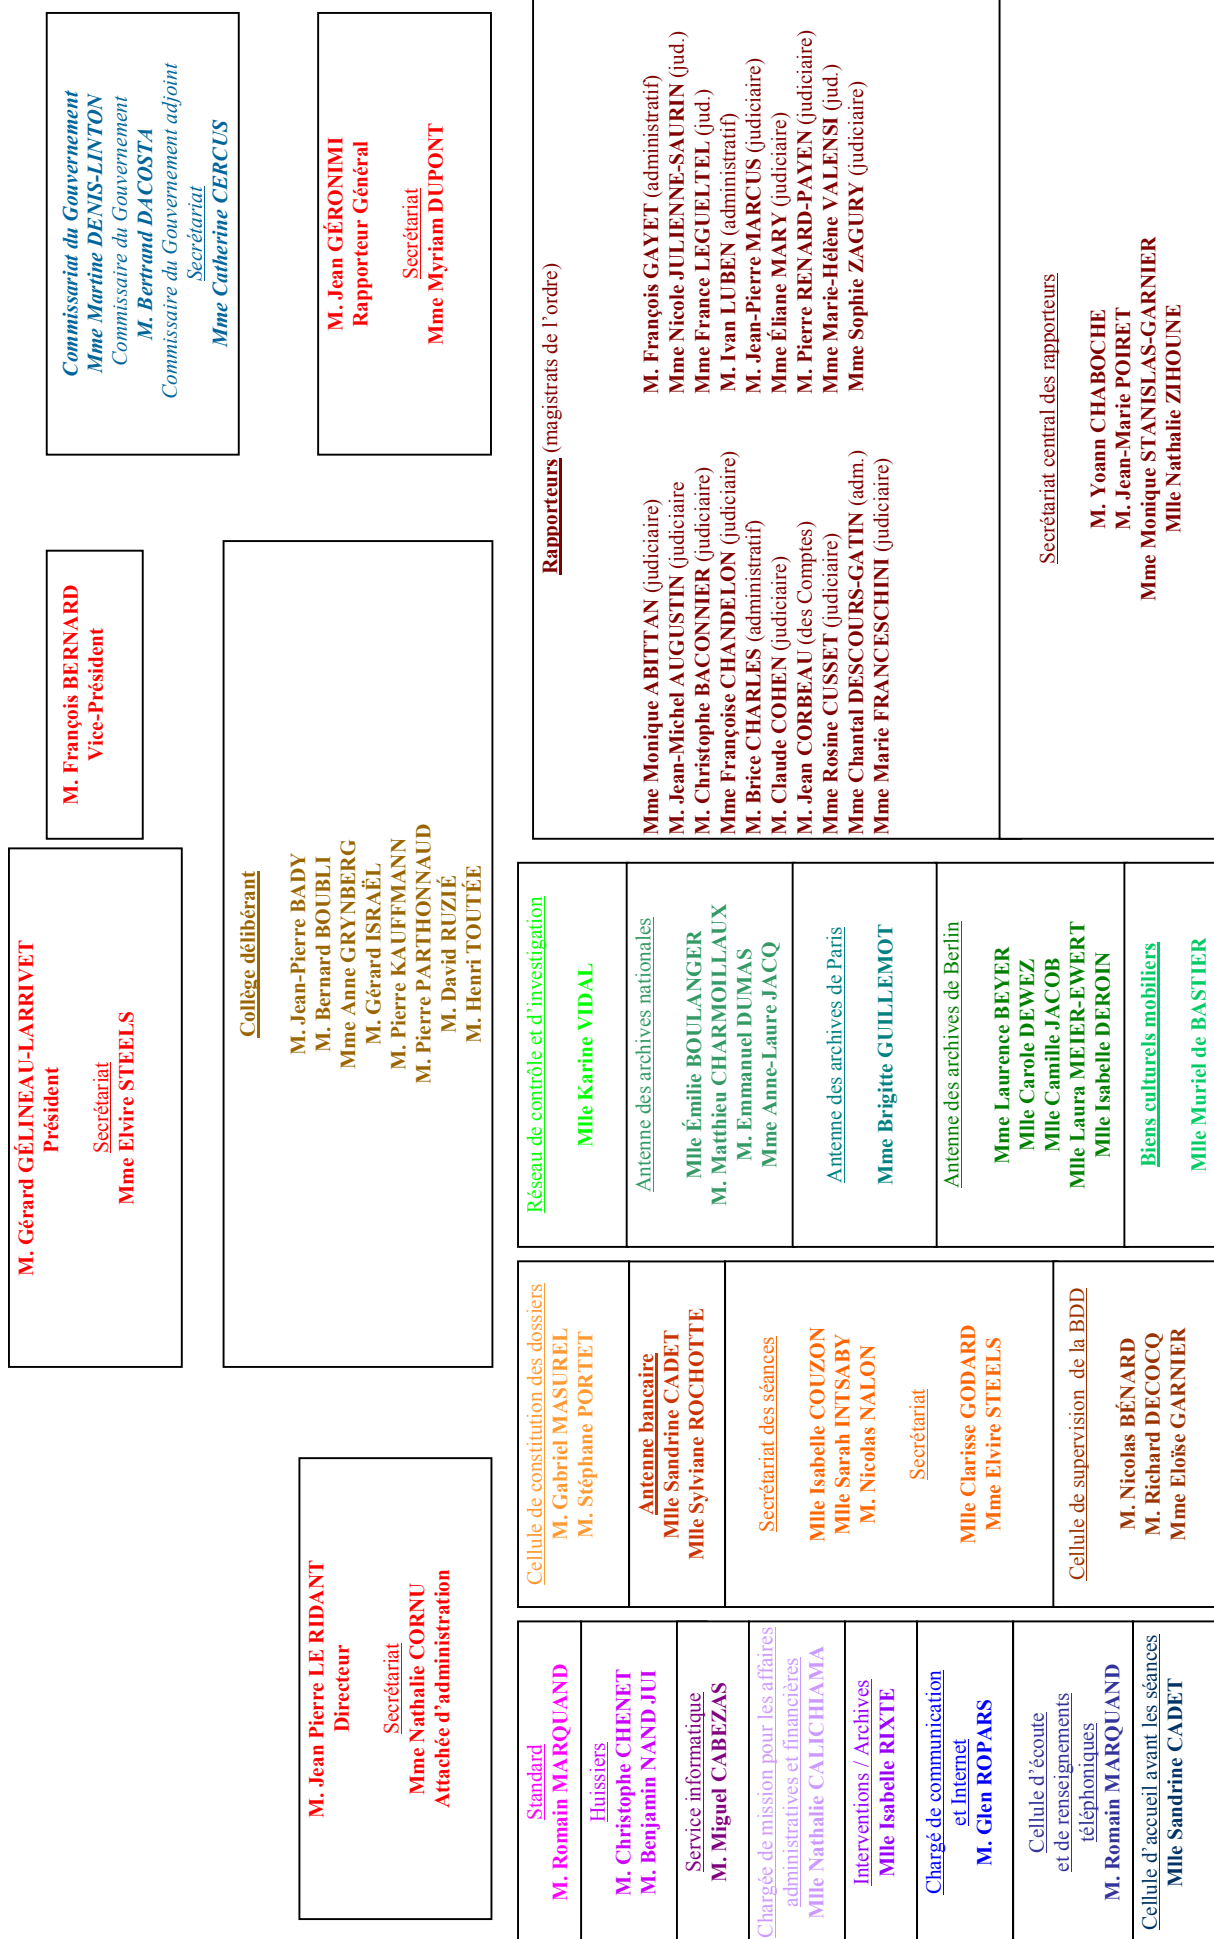 M. Gérard GÉLINEAU-LARRIVET
Président
Secrétariat
Mme Elvire STEELS
M. François BERNARD
Vice-Président
Commissariat du Gouvernement
Mme Martine DENIS-LINTON
Commissaire du Gouvernement
M. Bertrand DACOSTA
Commissaire du Gouvernement adjoint
Secrétariat
Mme Catherine CERCUS
M. Jean Pierre LE RIDANT
Directeur
Secrétariat
Mme Nathalie CORNU
Attachée d'administration
Collège délibérant
M. Jean-Pierre BADY
M. Bernard BOUBLI
Mme Anne GRYNBERG
M. Gérard ISRAËL
M. Pierre KAUFFMANN
M. Pierre PARTHONNAUD
M. David RUZIÉ
M. Henri TOUTÉE
M. Jean GÉRONIMI
Rapporteur Général
Secrétariat
Mme Myriam DUPONT
Standard
M. Romain MARQUAND
Huissiers
M. Christophe CHENET
M. Benjamin NAND JUI
Service informatique
M. Miguel CABEZAS
Chargée de mission pour les affaires
administratives et financières
Mlle Nathalie CALICHIAMA
Interventions / Archives
Mlle Isabelle RIXTE
Chargé de communication
et Internet
M. Glen ROPARS
Cellule d'écoute
et de renseignements
téléphoniques
M. Romain MARQUAND
Cellule d'accueil avant les séances
Mlle Sandrine CADET
Cellule de constitution des dossiers
M. Gabriel MASUREL
M. Stéphane PORTET
Antenne bancaire
Mlle Sandrine CADET
Mlle Sylviane ROCHOTTE
Secrétariat des séances
Mlle Isabelle COUZON
Mlle Sarah INTSABY
M. Nicolas NALON
Secrétariat
Mlle Clarisse GODARD
Mme Elvire STEELS
Cellule de supervision de la BDD
M. Nicolas BÉNARD
M. Richard DECOCQ
Mme Eloïse GARNIER
Réseau de contrôle et d'investigation
Mlle Karine VIDAL
Antenne des archives nationales
Mlle Émilie BOULANGER
M. Matthieu CHARMOILLAUX
M. Emmanuel DUMAS
Mme Anne-Laure JACQ
Antenne des archives de Paris
Mme Brigitte GUILLEMOT
Antenne des archives de Berlin
Mme Laurence BEYER
Mlle Carole DEWEZ
Mlle Camille JACOB
Mlle Laura MEIER-EWERT
Mlle Isabelle DEROIN
Biens culturels mobiliers
Mlle Muriel de BASTIER
Rapporteurs (magistrats de l'ordre)
Mme Monique ABITTAN (judiciaire)
M. Jean-Michel AUGUSTIN (judiciaire
M. Christophe BACONNIER (judiciaire)
Mme Françoise CHANDELON (judiciaire)
M. Brice CHARLES (administratif)
M. Claude COHEN (judiciaire)
M. Jean CORBEAU (des Comptes)
Mme Rosine CUSSET (judiciaire)
Mme Chantal DESCOURS-GATIN (adm.)
Mme Marie FRANCESCHINI (judiciaire)
M. François GAYET (administratif)
Mme Nicole JULIENNE-SAURIN (jud.)
Mme France LEGUELTEL (jud.)
M. Ivan LUBEN (administratif)
M. Jean-Pierre MARCUS (judiciaire)
Mme Éliane MARY (judiciaire)
M. Pierre RENARD-PAYEN (judiciaire)
Mme Marie-Hélène VALENSI (jud.)
Mme Sophie ZAGURY (judiciaire)
Secrétariat central des rapporteurs
M. Yoann CHABOCHE
M. Jean-Marie POIRET
Mme Monique STANISLAS-GARNIER
Mlle Nathalie ZIHOUNE